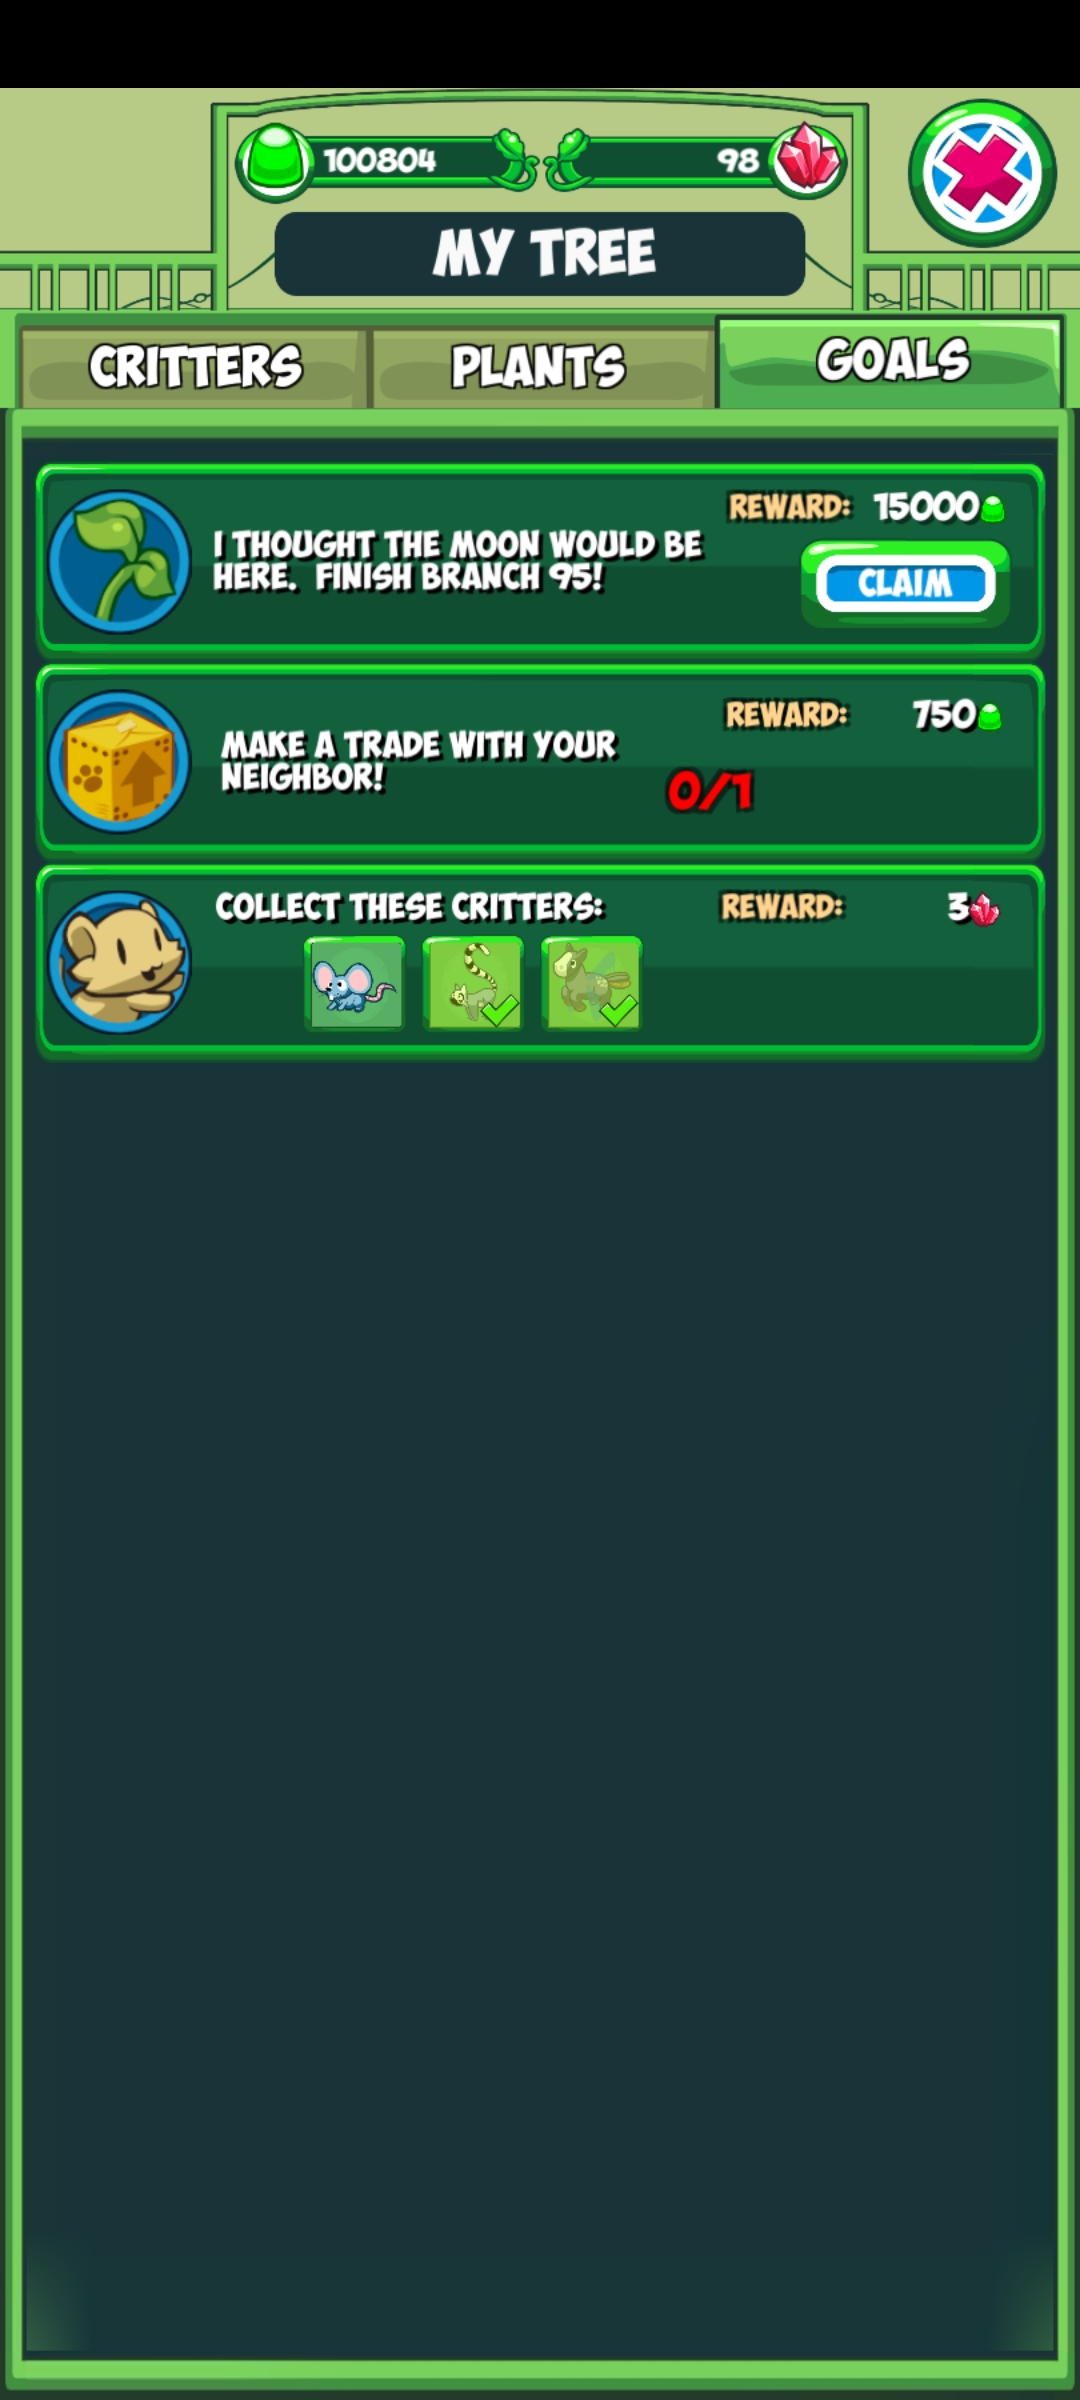 100804
98
MY TREE
CRITTERS
PLANTS
GOALS
REWARD: 15000
I THOUGHT THE MOON WOULD BE
HERE. FINISH BRANCH 95!
CLAIM
REWARD: 750
MAKE A TRADE WITH YOUR
NEIGHBOR!
0/1
COLLECT THESE CRITTERS:
REWARD: 3